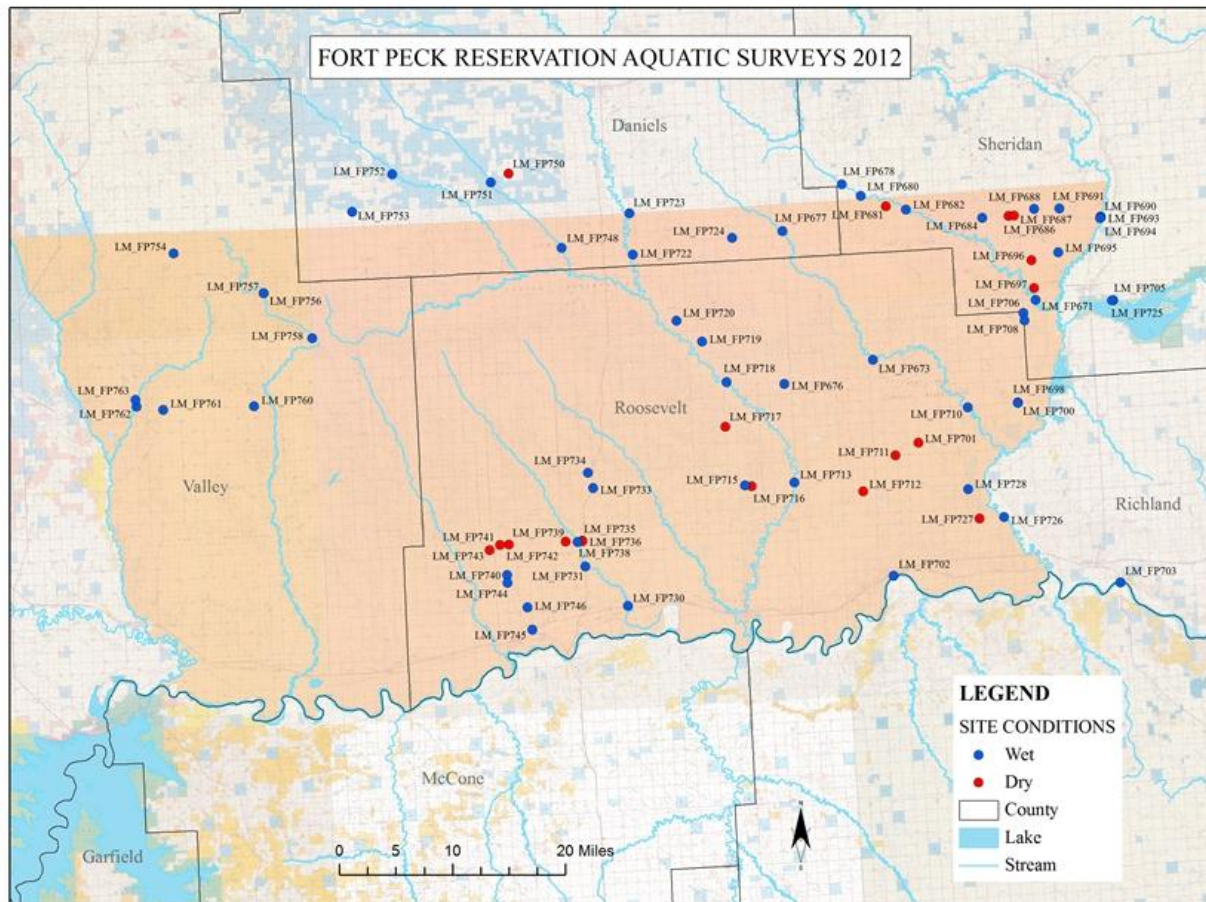 FORT PECK RESERVATION AQUATIC SURVEYS 2012
Daniels
Sheridan
LM_FP752
LM_FP750
LM_FP751
LM_FP753
LM_FP723
LM_FP678
LM_FP680
LM_FP681
LM_FP682
LM_FP688
LM_FP691
LM_FP690
LM_FP684
LM_FP687
LM_FP693
LM_FP686
LM_FP694
LM_FP677
LM_FP724
LM_FP754
LM_FP748
LM_FP722
LM_FP696
LM_FP695
LM_FP757
LM_FP756
LM_FP697
LM_FP705
LM_FP706
LM_FP671
LM_FP725
LM_FP708
LM_FP720
LM_FP758
LM_FP719
LM_FP673
LM_FP718
LM_FP676
LM_FP763
LM_FP762
LM_FP761
LM_FP760
LM_FP698
LM_FP700
LM_FP710
Roosevelt
LM_FP717
LM_FP701
LM_FP711
LM_FP734
LM_FP733
LM_FP715
LM_FP716
LM_FP713
LM_FP712
LM_FP728
Valley
Richland
LM_FP727
LM_FP726
LM_FP741
LM_FP739
LM_FP735
LM_FP736
LM_FP743
LM_FP742
LM_FP738
LM_FP740
LM_FP731
LM_FP744
LM_FP702
LM_FP703
LM_FP746
LM_FP730
LM_FP745
McCone
Garfield
0 5 10 20 Miles
N
S
LEGEND
SITE CONDITIONS
Wet
Dry
County
Lake
Stream